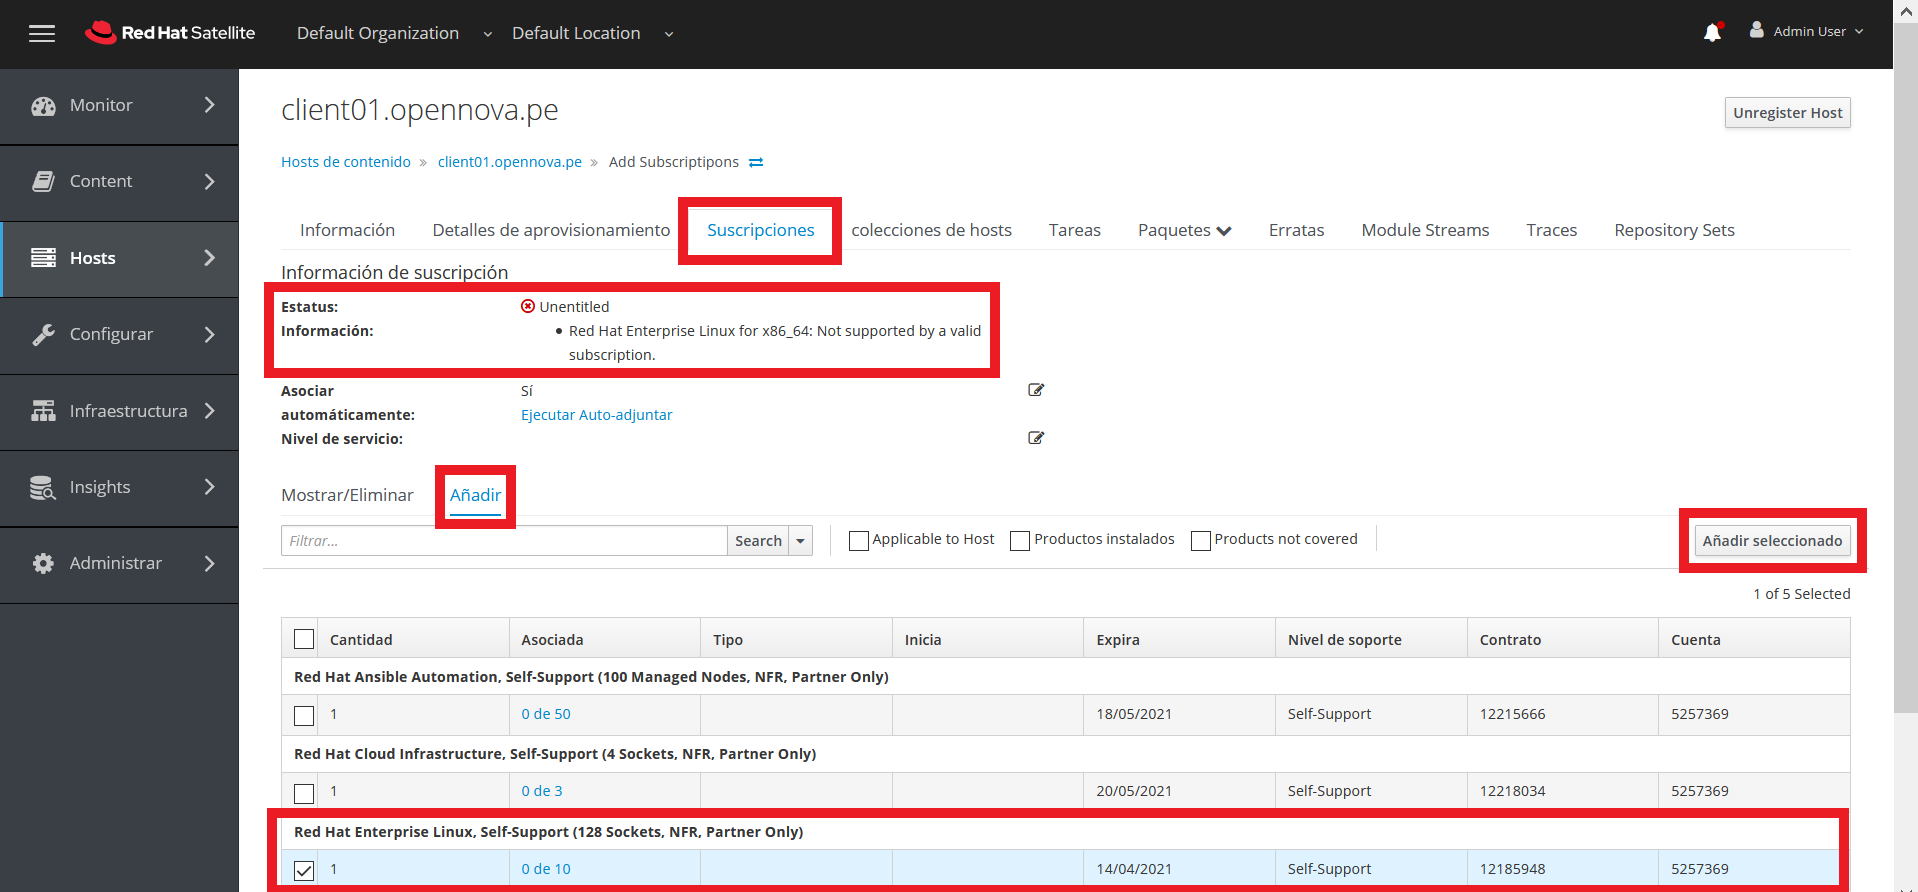 Red Hat Satellite Default Organization Default Location Admin User
Monitor
Content
Hosts
Configurar
Infraestructura
Insights
Administrar
client01.opennova.pe
Unregister Host
Hosts de contenido » client01.opennova.pe » Add Subscriptipons
Información Detalles de aprovisionamiento Suscripciones colecciones de hosts Tareas Paquetes Erratas Module Streams Traces Repository Sets
Información de suscripción
Estatus: Unentitled
Información: • Red Hat Enterprise Linux for x86_64: Not supported by a valid
subscription.
Asociar Sí
automáticamente: Ejecutar Auto-adjuntar
Nivel de servicio:
Mostrar/Eliminar Añadir
Filtrar... Search Applicable to Host Productos instalados Products not covered Añadir seleccionado
1 of 5 Selected
Cantidad Asociada Tipo Inicia Expira Nivel de soporte Contrato Cuenta
Red Hat Ansible Automation, Self-Support (100 Managed Nodes, NFR, Partner Only)
1 0 de 50 18/05/2021 Self-Support 12215666 5257369
Red Hat Cloud Infrastructure, Self-Support (4 Sockets, NFR, Partner Only)
1 0 de 3 20/05/2021 Self-Support 12218034 5257369
Red Hat Enterprise Linux, Self-Support (128 Sockets, NFR, Partner Only)
1 0 de 10 14/04/2021 Self-Support 12185948 5257369